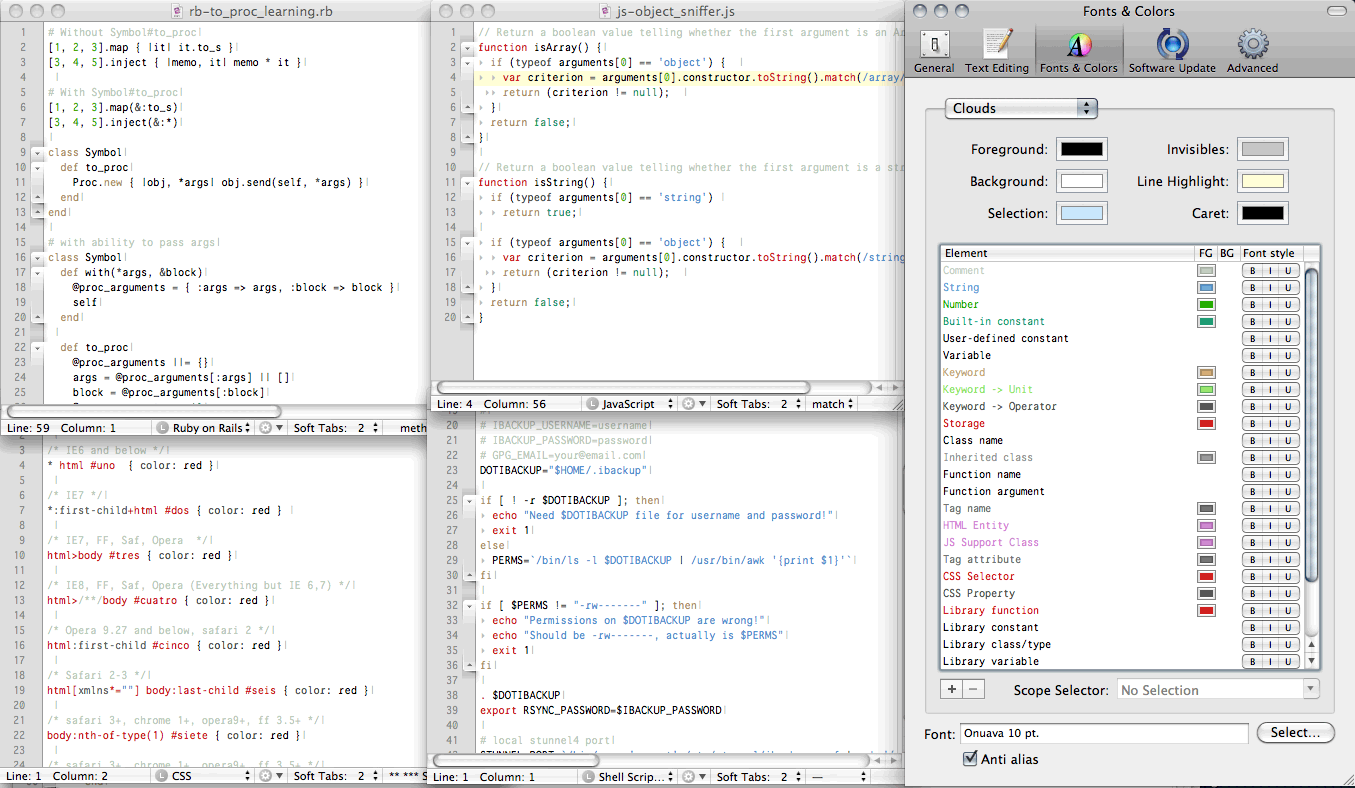 rb-to_proc_learning.rb
1 # Without Symbol#to_proc
2 [1, 2, 3].map { |it| it.to_s }
3 [3, 4, 5].inject { |memo, it| memo * it }
4
5 # With Symbol#to_proc
6 [1, 2, 3].map(&:to_s)
7 [3, 4, 5].inject(&:*)
8
9 class Symbol
10 def to_proc
11 Proc.new { |obj, *args| obj.send(self, *args) }
12 end
13 end
14
15 # with ability to pass args
16 class Symbol
17 def with(*args, &block)
18 @proc_arguments = { :args => args, :block => block }
19 self
20 end
21
22 def to_proc
23 @proc_arguments ||= {}
24 args = @proc_arguments[:args] || []
25 block = @proc_arguments[:block]
Line: 59 Column: 1 L Ruby on Rails Soft Tabs: 2 meth
js-object_sniffer.js
1 // Return a boolean value telling whether the first argument is an Ar
2 function isArray() {
3 if (typeof arguments[0] == 'object') {
4 var criterion = arguments[0].constructor.toString().match(/array/
5 return (criterion != null);
6 }
7 return false;
8 }
9
10 // Return a boolean value telling whether the first argument is a str
11 function isString() {
12 if (typeof arguments[0] == 'string')
13 return true;
14
15 if (typeof arguments[0] == 'object') {
16 var criterion = arguments[0].constructor.toString().match(/string
17 return (criterion != null);
18 }
19 return false;
20 }
Line: 4 Column: 56 L JavaScript Soft Tabs: 2 match
3 /* IE6 and below */
4 * html #uno { color: red }
5
6 /* IE7 */
7 *:first-child+html #dos { color: red }
8
9 /* IE7, FF, Saf, Opera */
10 html>body #tres { color: red }
11
12 /* IE8, FF, Saf, Opera (Everything but IE 6,7) */
13 html>/**/body #cuatro { color: red }
14
15 /* Opera 9.27 and below, safari 2 */
16 html:first-child #cinco { color: red }
17
18 /* Safari 2-3 */
19 html[xmlns*=""] body:last-child #seis { color: red }
20
21 /* safari 3+, chrome 1+, opera9+, ff 3.5+ */
22 body:nth-of-type(1) #siete { color: red }
23
24 /* safari 3+, chrome 1+, opera9+, ff 3.5+ */
Line: 1 Column: 2 L CSS Soft Tabs: 2 ** *** S
19 #
20 # IBACKUP_USERNAME=username
21 # IBACKUP_PASSWORD=password
22 # GPG_EMAIL=your@email.com
23 DOTIBACKUP="$HOME/.ibackup"
24
25 if [ ! -r $DOTIBACKUP ]; then
26 echo "Need $DOTIBACKUP file for username and password!"
27 exit 1
28 else
29 PERMS=`/bin/ls -l $DOTIBACKUP | /usr/bin/awk '{print $1}'`
30 fi
31
32 if [ $PERMS != "-rw-------" ]; then
33 echo "Permissions on $DOTIBACKUP are wrong!"
34 echo "Should be -rw-------, actually is $PERMS"
35 exit 1
36 fi
37
38 . $DOTIBACKUP
39 export RSYNC_PASSWORD=$IBACKUP_PASSWORD
40
41 # local stunnel4 port
Line: 1 Column: 1 L Shell Scrip... Soft Tabs: 2 —
Fonts & Colors
General Text Editing Fonts & Colors Software Update Advanced
Clouds
Foreground: Invisibles:
Background: Line Highlight:
Selection: Caret:
Element FG BG Font style
Comment B I U
String B I U
Number B I U
Built-in constant B I U
User-defined constant B I U
Variable B I U
Keyword B I U
Keyword -> Unit B I U
Keyword -> Operator B I U
Storage B I U
Class name B I U
Inherited class B I U
Function name B I U
Function argument B I U
Tag name B I U
HTML Entity B I U
JS Support Class B I U
Tag attribute B I U
CSS Selector B I U
CSS Property B I U
Library function B I U
Library constant B I U
Library class/type B I U
Library variable B I U
+ − Scope Selector: No Selection
Font: Onuava 10 pt. Select...
Anti alias